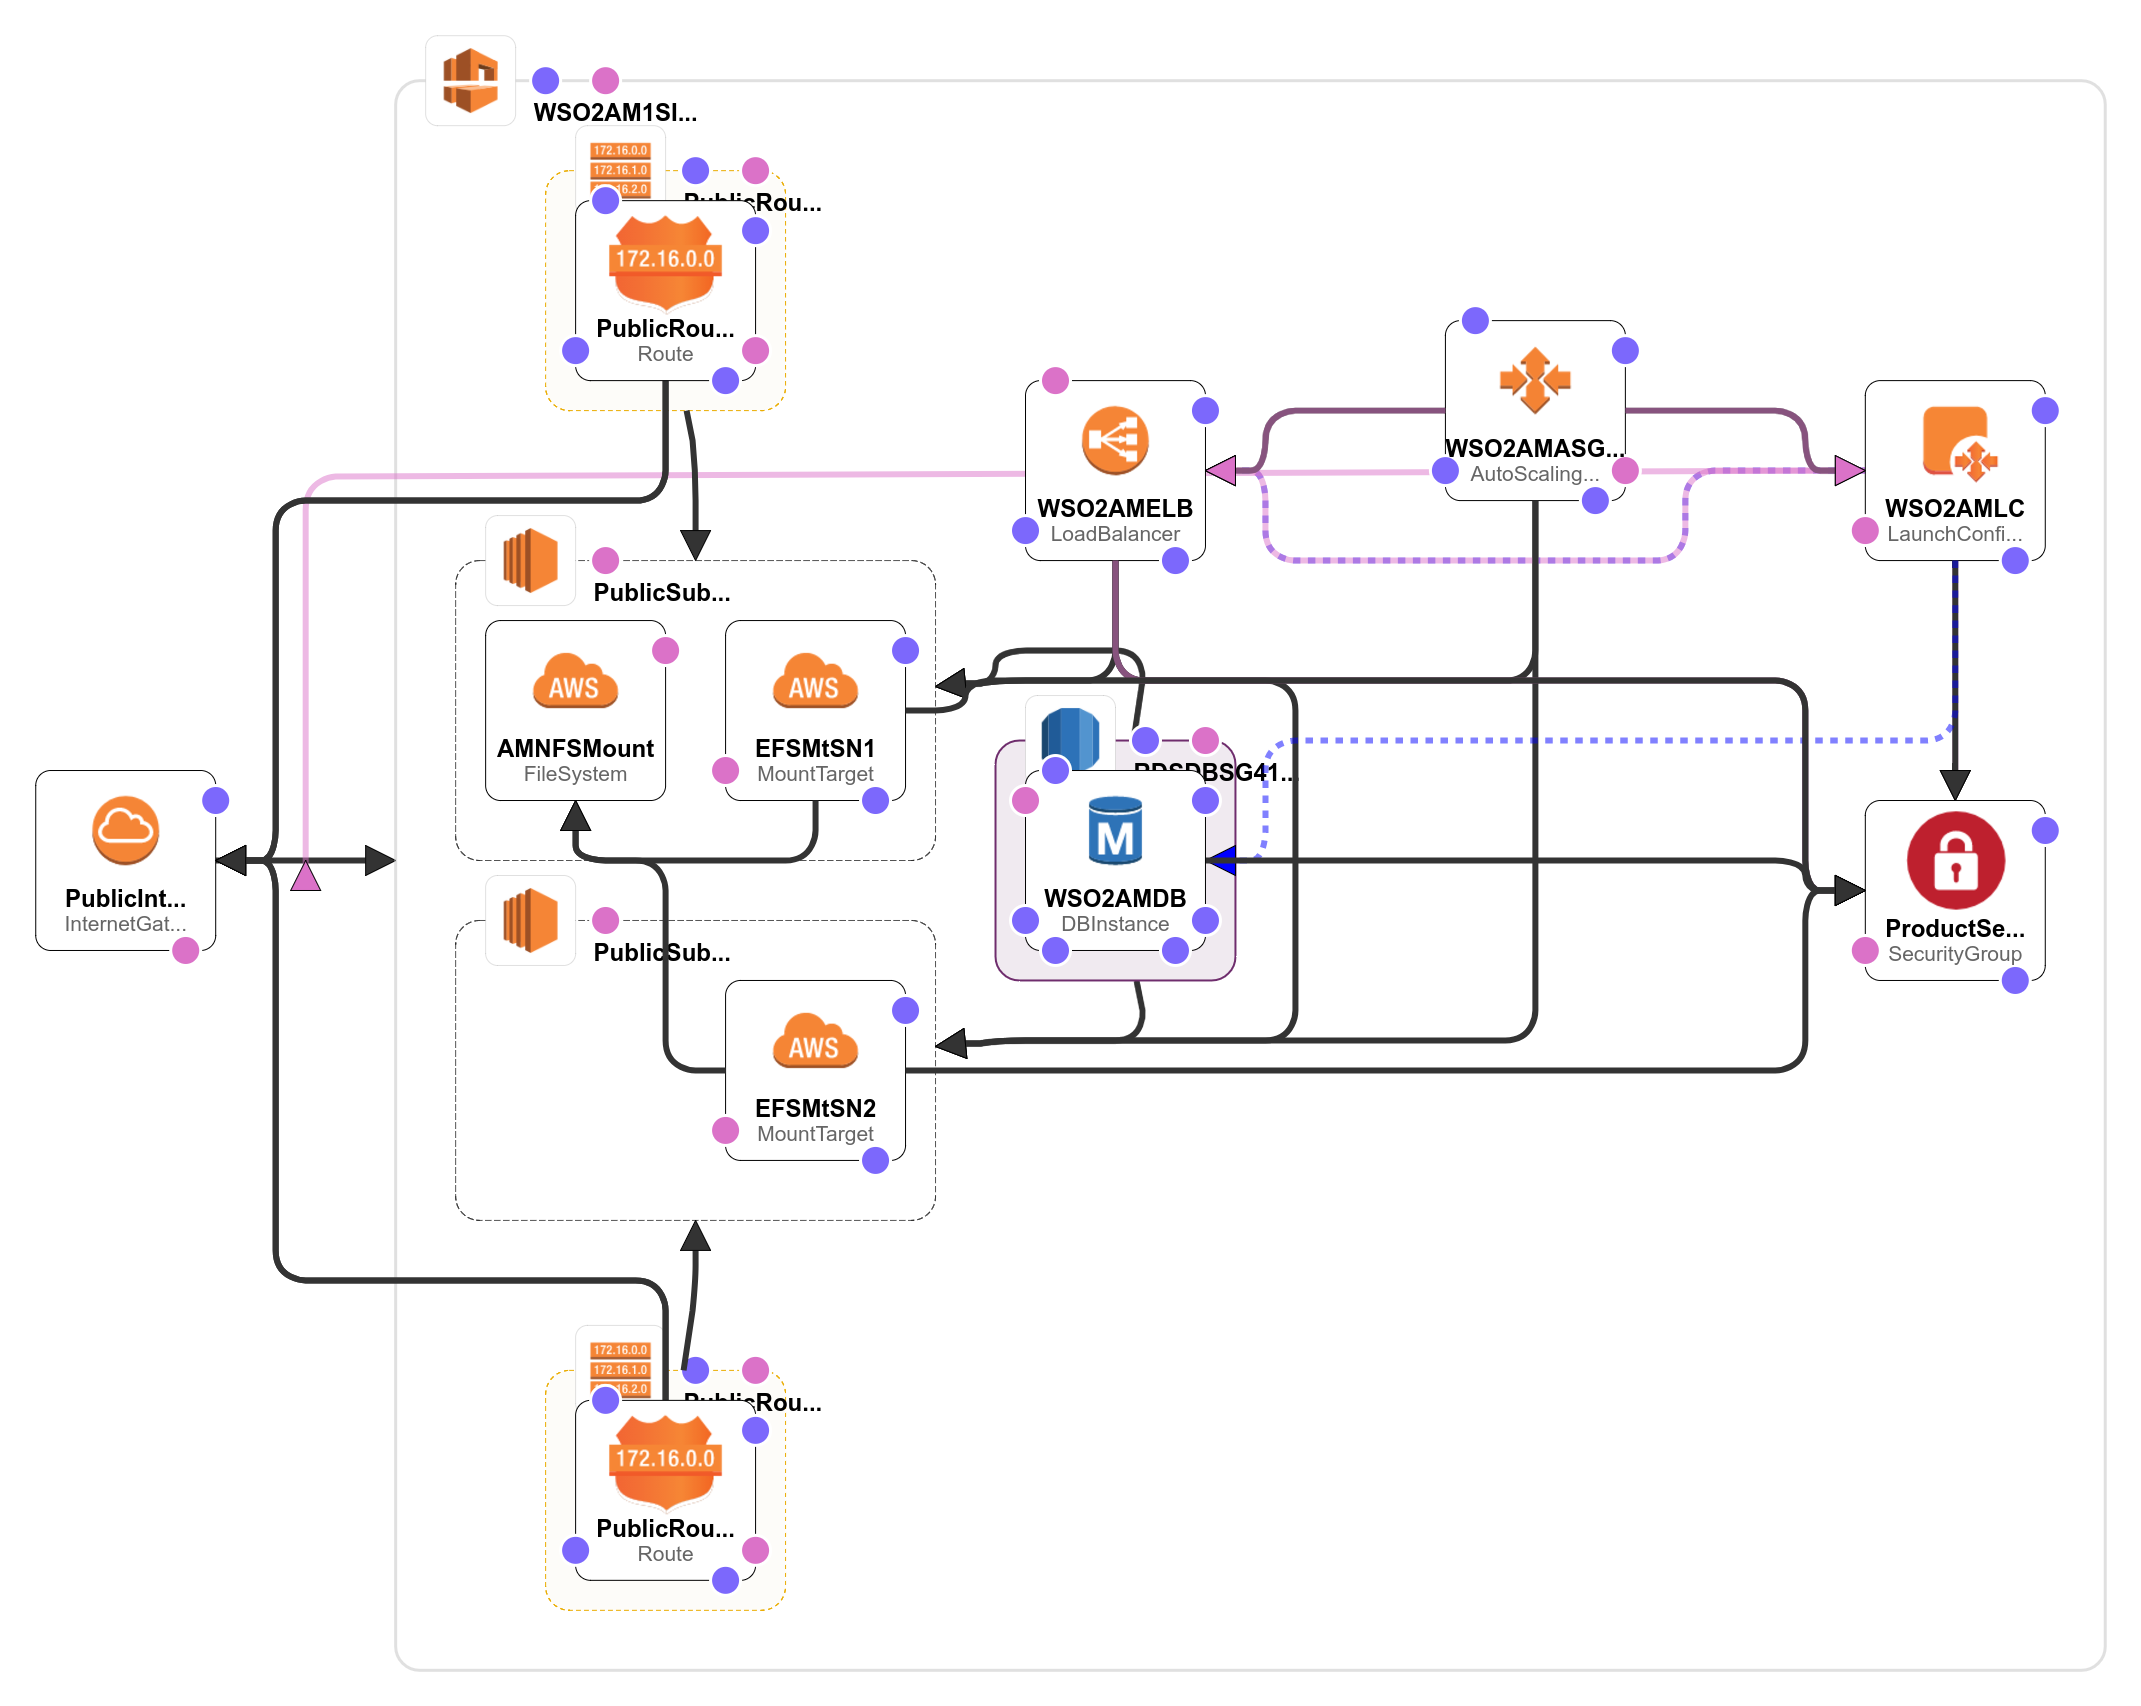 WSO2AM1SI...
172.16.0.0
172.16.1.0
16.2.0
PublicRou...
172.16.0.0
PublicRou...
Route
WSO2AMASG...
AutoScaling...
WSO2AMELB
LoadBalancer
WSO2AMLC
LaunchConfi...
PublicSub...
AWS
AMNFSMount
FileSystem
AWS
EFSMtSN1
MountTarget
RDSDBSG41...
M
WSO2AMDB
DBInstance
PublicInt...
InternetGat...
ProductSe...
SecurityGroup
PublicSub...
AWS
EFSMtSN2
MountTarget
172.16.0.0
172.16.1.0
16.2.0
PublicRou...
172.16.0.0
PublicRou...
Route